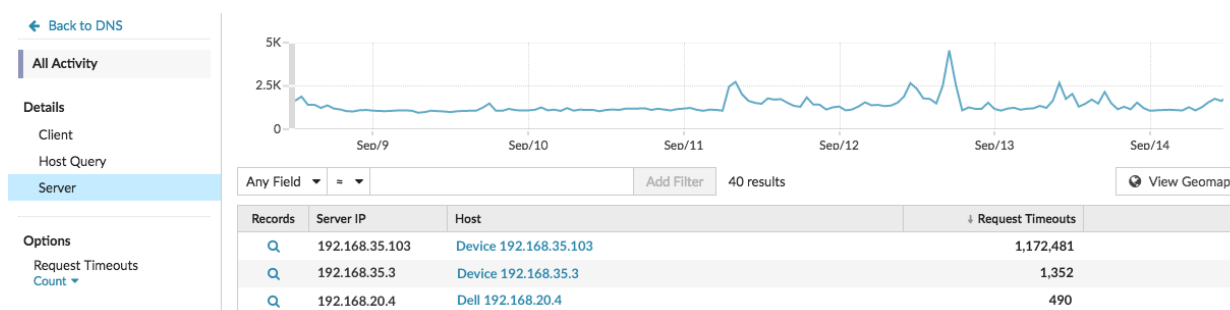 Back to DNS
All Activity
Details
Client
Host Query
Server
Options
Request Timeouts
Count
5K
2.5K
0
Sep/9 Sep/10 Sep/11 Sep/12 Sep/13 Sep/14
Any Field ≈ Add Filter 40 results View Geomap
Records Server IP Host Request Timeouts
192.168.35.103 Device 192.168.35.103 1,172,481
192.168.35.3 Device 192.168.35.3 1,352
192.168.20.4 Dell 192.168.20.4 490